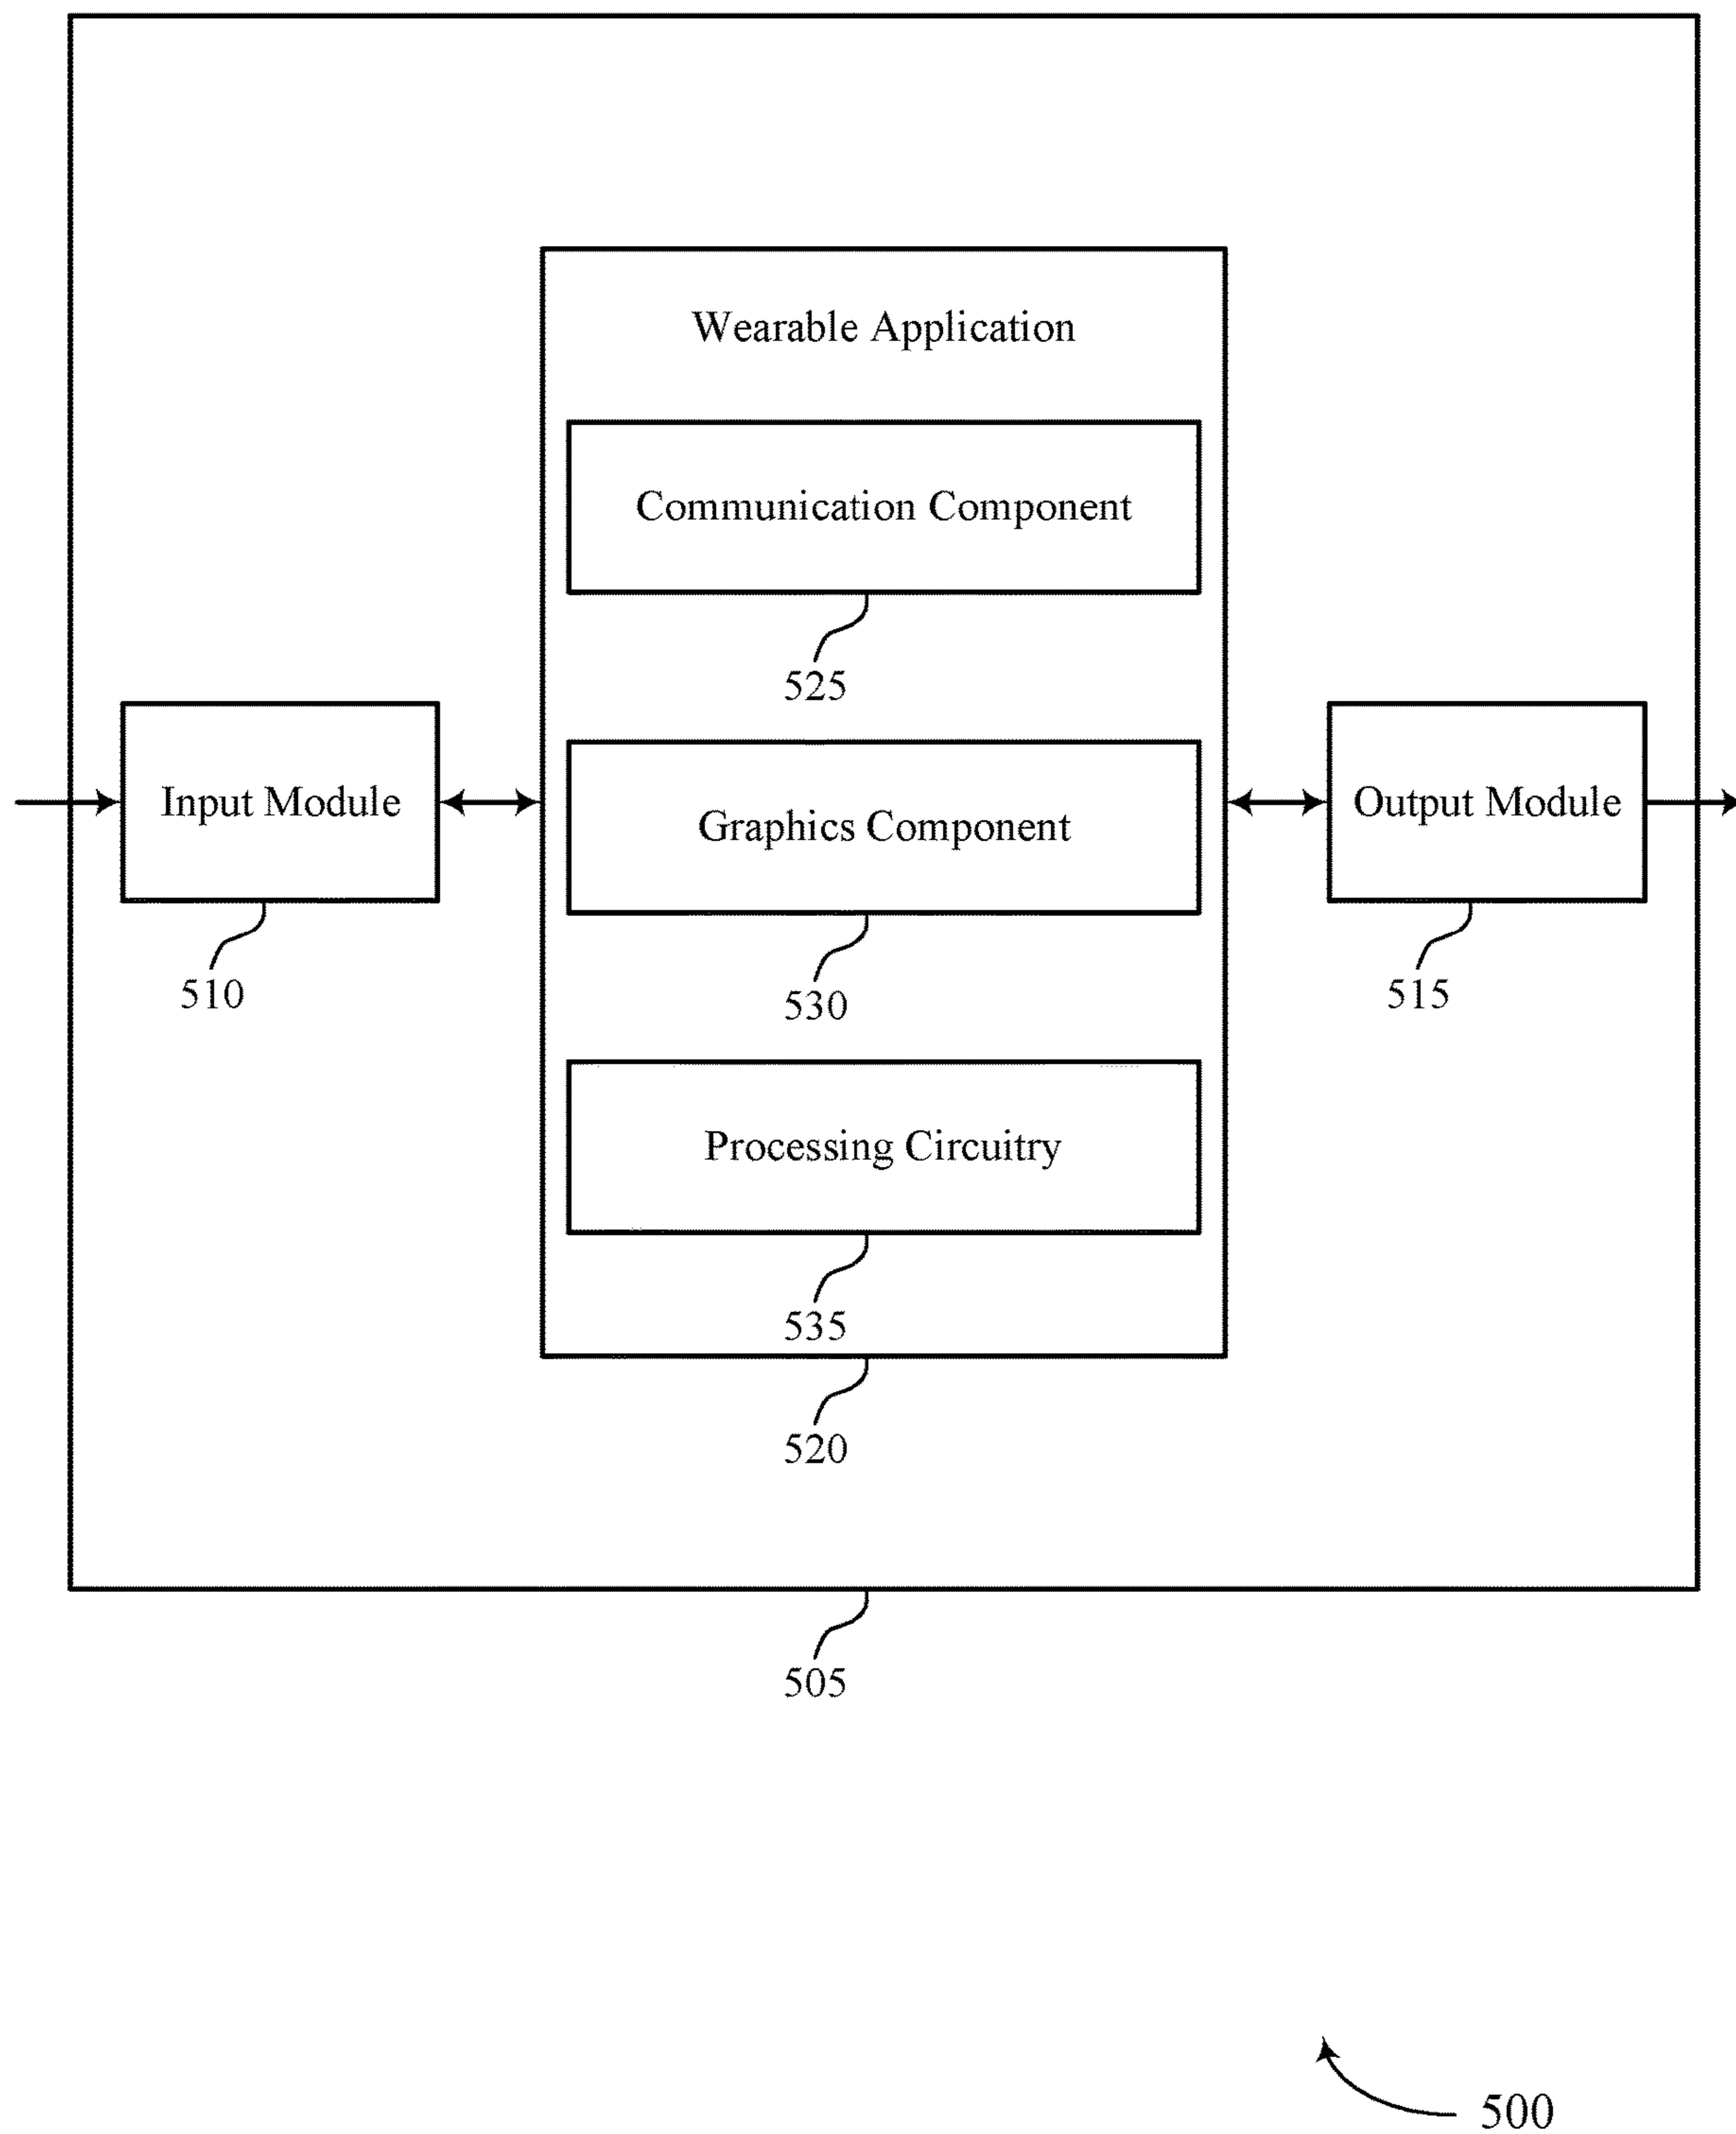 Wearable Application
Communication Component
525
Input Module
Graphics Component
Output Module
510
530
515
Processing Circuitry
535
520
505
500